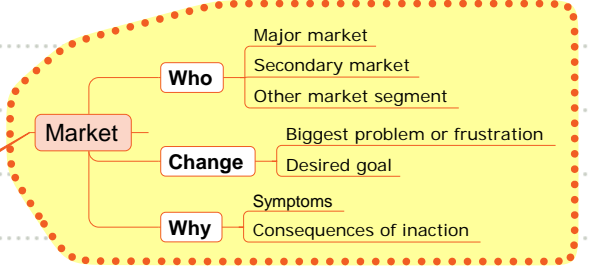 Market
Who
Major market
Secondary market
Other market segment
Change
Biggest problem or frustration
Desired goal
Why
Symptoms
Consequences of inaction